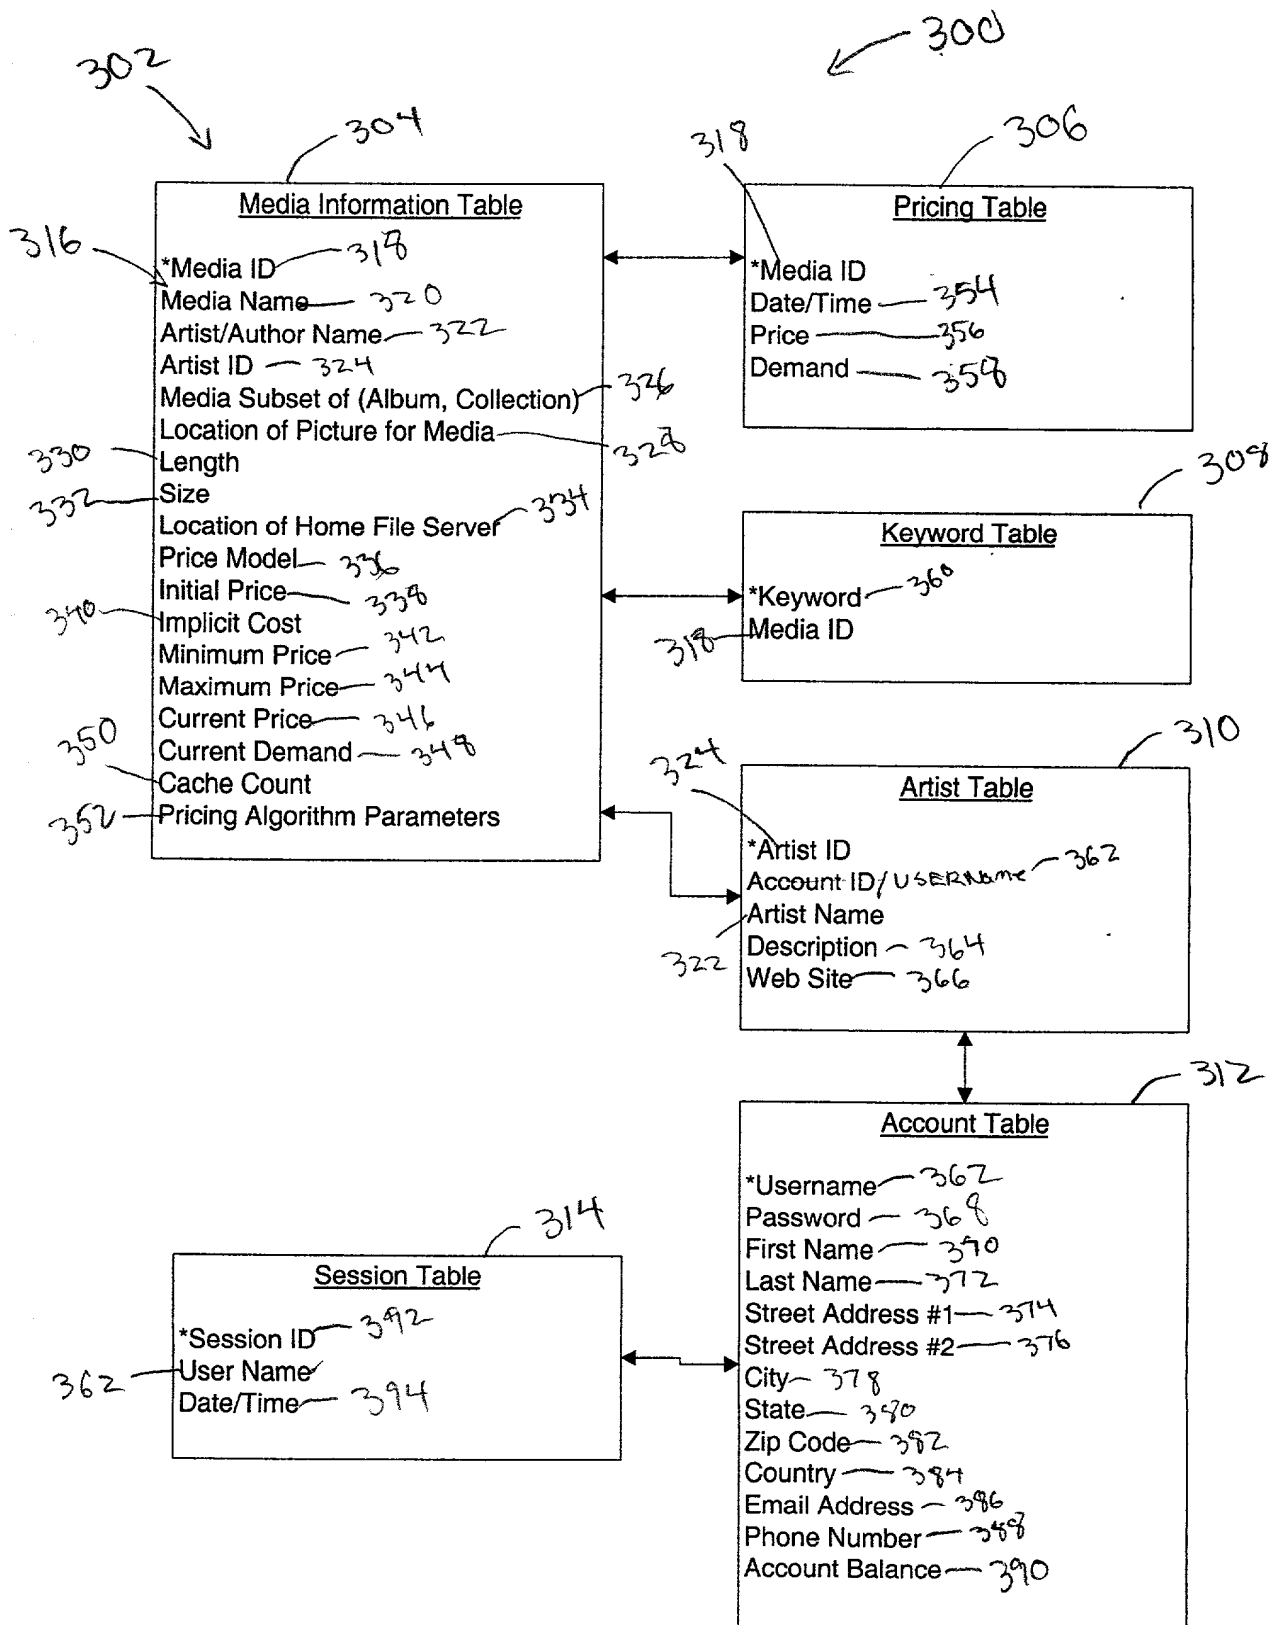 300
302
304
Media Information Table
316
*Media ID 318
Media Name 320
Artist/Author Name 322
Artist ID 324
Media Subset of (Album, Collection) 326
Location of Picture for Media 328
330 Length
332 Size
Location of Home File Server 334
Price Model 336
Initial Price 338
340 Implicit Cost
Minimum Price 342
Maximum Price 344
Current Price 346
Current Demand 348
350 Cache Count
352 Pricing Algorithm Parameters
306
Pricing Table
318
*Media ID
Date/Time 354
Price 356
Demand 358
308
Keyword Table
*Keyword 360
318 Media ID
310
Artist Table
324
*Artist ID
Account ID/USERName 362
Artist Name
322
Description 364
Web Site 366
312
Account Table
*Username 362
Password 368
First Name 390
Last Name 372
Street Address #1 374
Street Address #2 376
City 378
State 380
Zip Code 382
Country 384
Email Address 386
Phone Number 388
Account Balance 390
314
Session Table
*Session ID 392
362 User Name
Date/Time 394